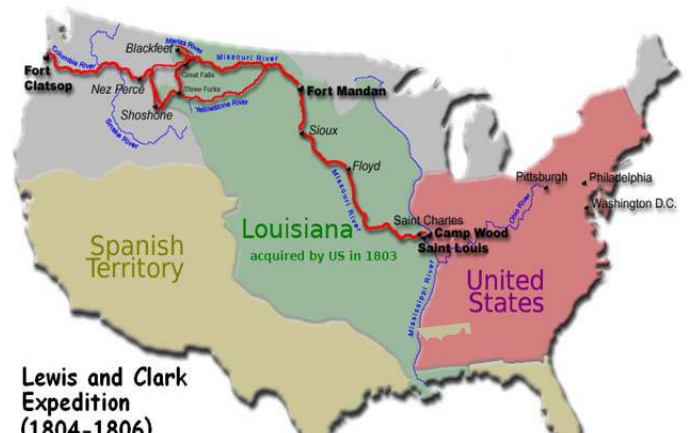 Blackfeet
Marias River
Missouri River
Columbia River
Fort
Clatsop
Great Falls
Nez Perce
Three Forks
Yellowstone River
Fort Mandan
Shoshone
Snake River
Sioux
Floyd
Missouri River
Pittsburgh
Philadelphia
Ohio River
Washington D.C.
Saint Charles
Camp Wood
Saint Louis
Louisiana
acquired by US in 1803
Spanish
Territory
Mississippi River
United
States
Lewis and Clark
Expedition
(1804-1806)